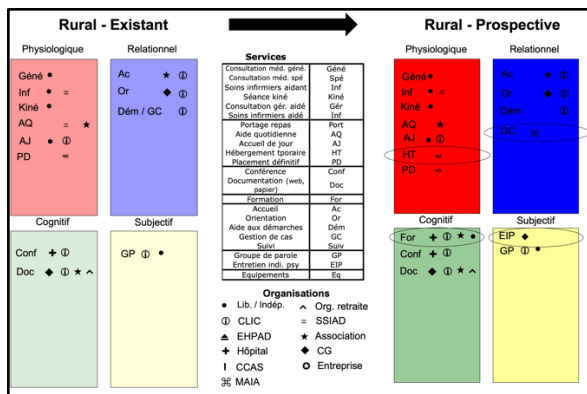 Rural - Existant
Rural - Prospective
Physiologique
Relationnel
Géné ●
Inf ● =
Kiné ●
AQ = ★
AJ ● ⓘ
PD ∞
Ac ★ ⓘ
Or ◆ ⓘ
Dém / GC ⓘ
Cognitif
Subjectif
Conf ✚ ⓘ
Doc ◆ ⓘ ★ ^
GP ⓘ ●
Services
Consultation méd. géné. Géné
Consultation méd. spé Spé
Soins infirmiers aidant Inf
Séance kiné Kiné
Consultation gér. aidé Gér
Soins infirmiers aidé Inf
Portage repas Port
Aide quotidienne AQ
Accueil de jour AJ
Hébergement tporaire HT
Placement définitif PD
Conférence Conf
Documentation (web, papier) Doc
Formation For
Accueil Ac
Orientation Or
Aide aux démarches Dém
Gestion de cas GC
Suivi Suiv
Groupe de parole GP
Entretien indi. psy EIP
Equipements Eq
Organisations
● Lib. / Indép.
^ Org. retraite
ⓘ CLIC
= SSIAD
⏏ EHPAD
★ Association
✚ Hôpital
◆ CG
I CCAS
✪ Entreprise
⌘ MAIA
Physiologique
Relationnel
Géné ●
Inf ● =
Kiné ●
AQ ★
AJ ● ⓘ
HT ∞
PD ∞
Ac ★ ⓘ
Or ◆ ⓘ
Dém ⓘ
GC ⌘
Cognitif
Subjectif
For ✚ ⓘ ★ ●
Conf ✚ ⓘ
Doc ◆ ⓘ ★ ^
EIP ◆
GP ⓘ ●